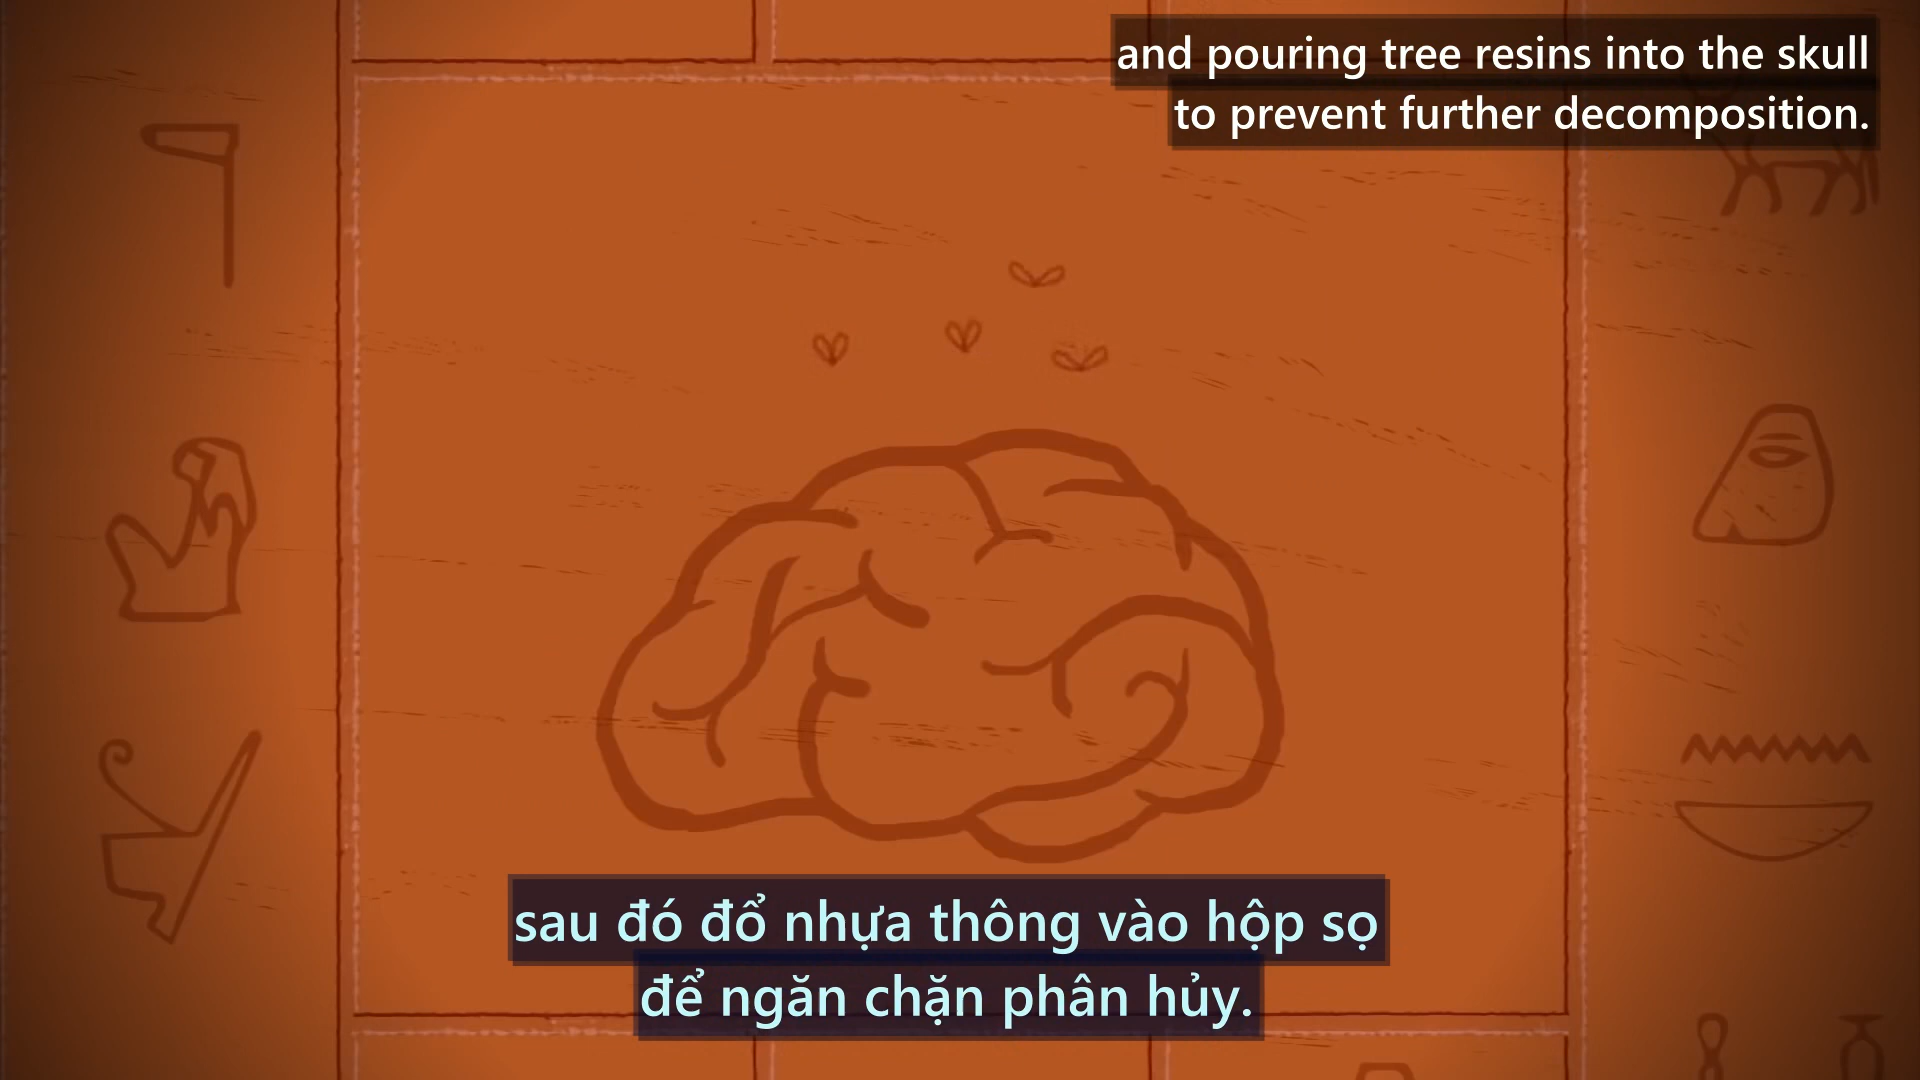 and pouring tree resins into the skull
to prevent further decomposition.
sau đó đổ nhựa thông vào hộp sọ
để ngăn chặn phân hủy.